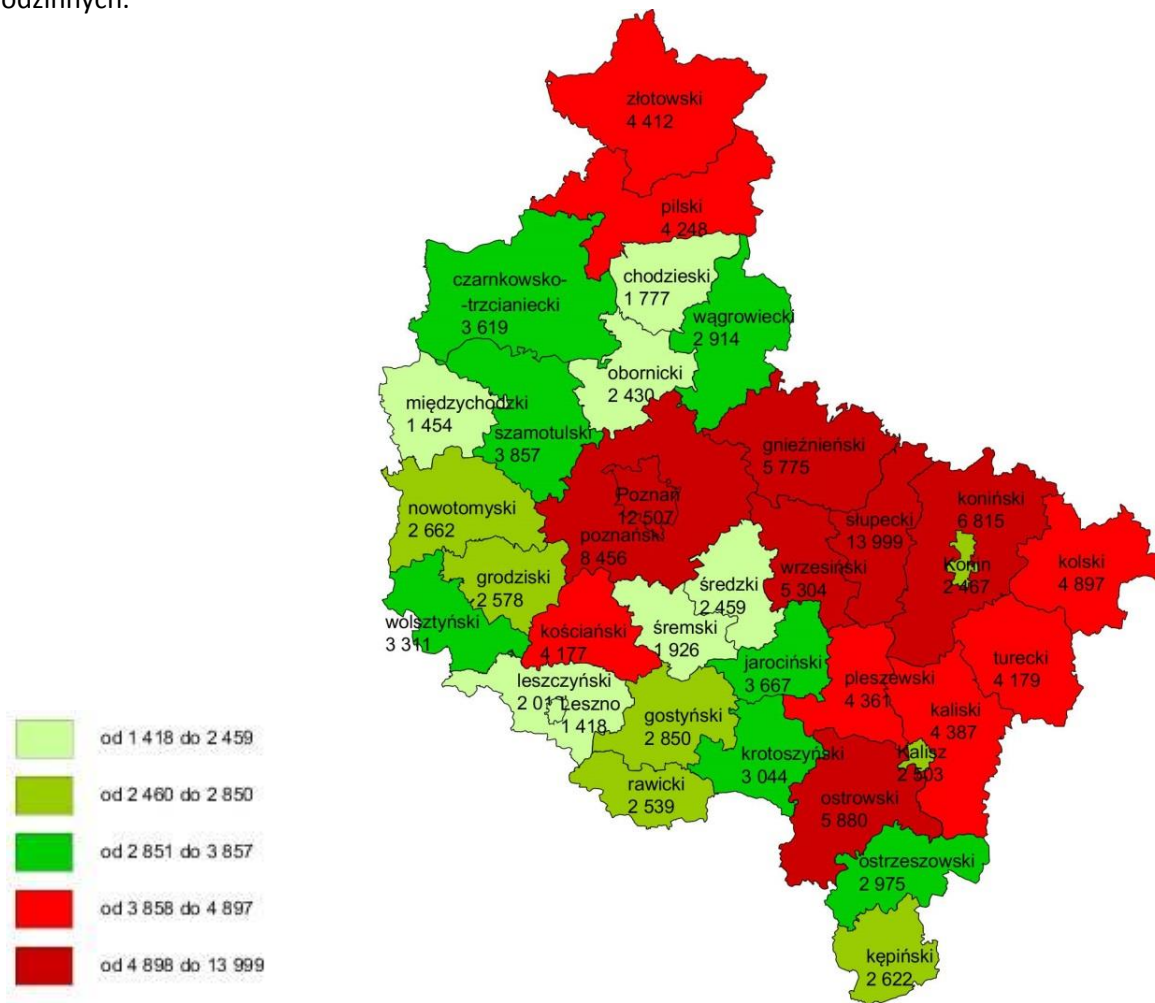 odzinnych.
złotowski
4 412
pilski
4 248
chodzieski
1 777
czarnkowsko-
-trzcianecki
3 619
wągrowiecki
2 914
obornicki
2 430
międzychodzki
1 454
szamotulski
3 857
gnieźnieński
5 775
Poznań
12 507
nowotomyski
2 662
koniński
6 815
słupecki
13 999
poznański
8 456
Konin
2 467
kolski
4 897
wrzesiński
5 304
grodziski
2 578
średzki
2 459
wolsztyński
3 311
kościański
4 177
śremski
1 926
jarociński
3 667
turecki
4 179
pleszewski
4 361
leszczyński
Leszno
1 418
gostyński
2 850
kaliski
4 387
krotoszyński
3 044
Kalisz
2 503
rawicki
2 539
ostrowski
5 880
ostrzeszowski
2 975
kępiński
2 622
od 1 418 do 2 459
od 2 460 do 2 850
od 2 851 do 3 857
od 3 858 do 4 897
od 4 898 do 13 999